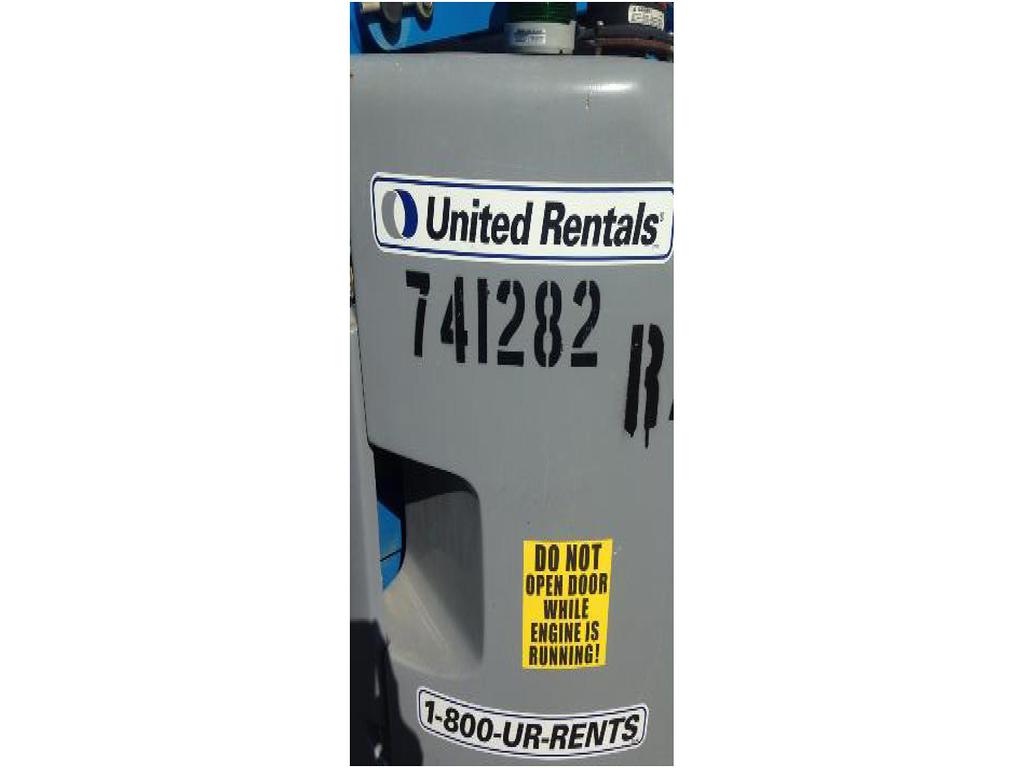 United Rentals
741282
R
DO NOT
OPEN DOOR
WHILE
ENGINE IS
RUNNING!
1-800-UR-RENTS